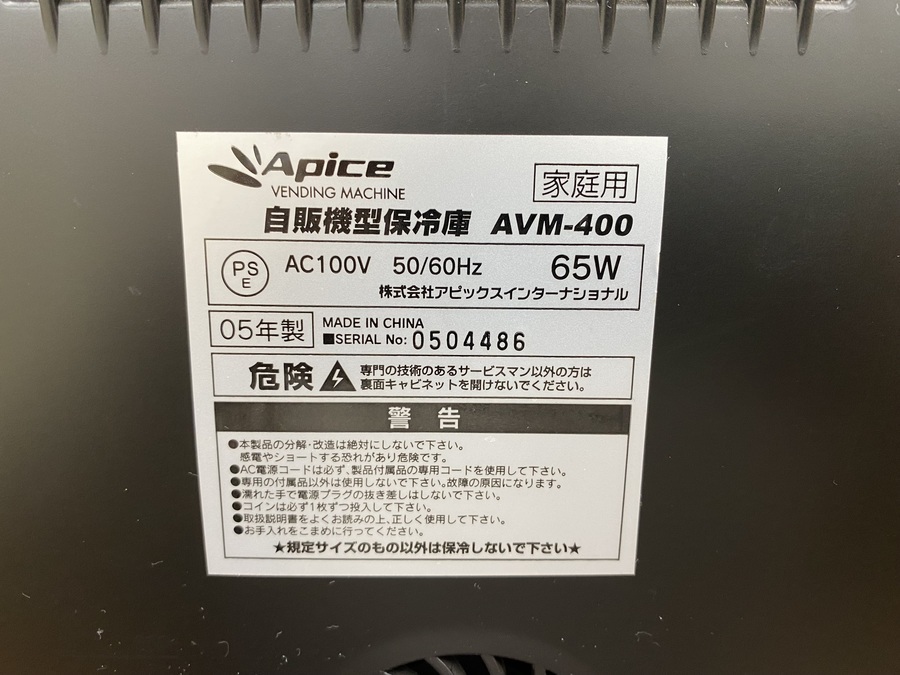 Apice
VENDING MACHINE
家庭用
自販機型保冷庫 AVM-400
PSE AC100V 50/60Hz 65W
株式会社アピックスインターナショナル
05年製
MADE IN CHINA
■SERIAL No: 0504486
危険
専門の技術のあるサービスマン以外の方は
裏面キャビネットを開けないでください。
警告
●本製品の分解・改造は絶対にしないで下さい。
感電やショートする恐れがあり危険です。
●AC電源コードは必ず、製品付属品の専用コードを使用して下さい。
●専用の付属品以外は使用しないでください。故障の原因になります。
●濡れた手で電源プラグの抜き差しはしないでください。
●コインは必ず1枚ずつ投入して下さい。
●取扱説明書をよくお読みの上、正しく使用して下さい。
●お手入れをこまめに行ってください。
★規定サイズのもの以外は保冷しないで下さい★